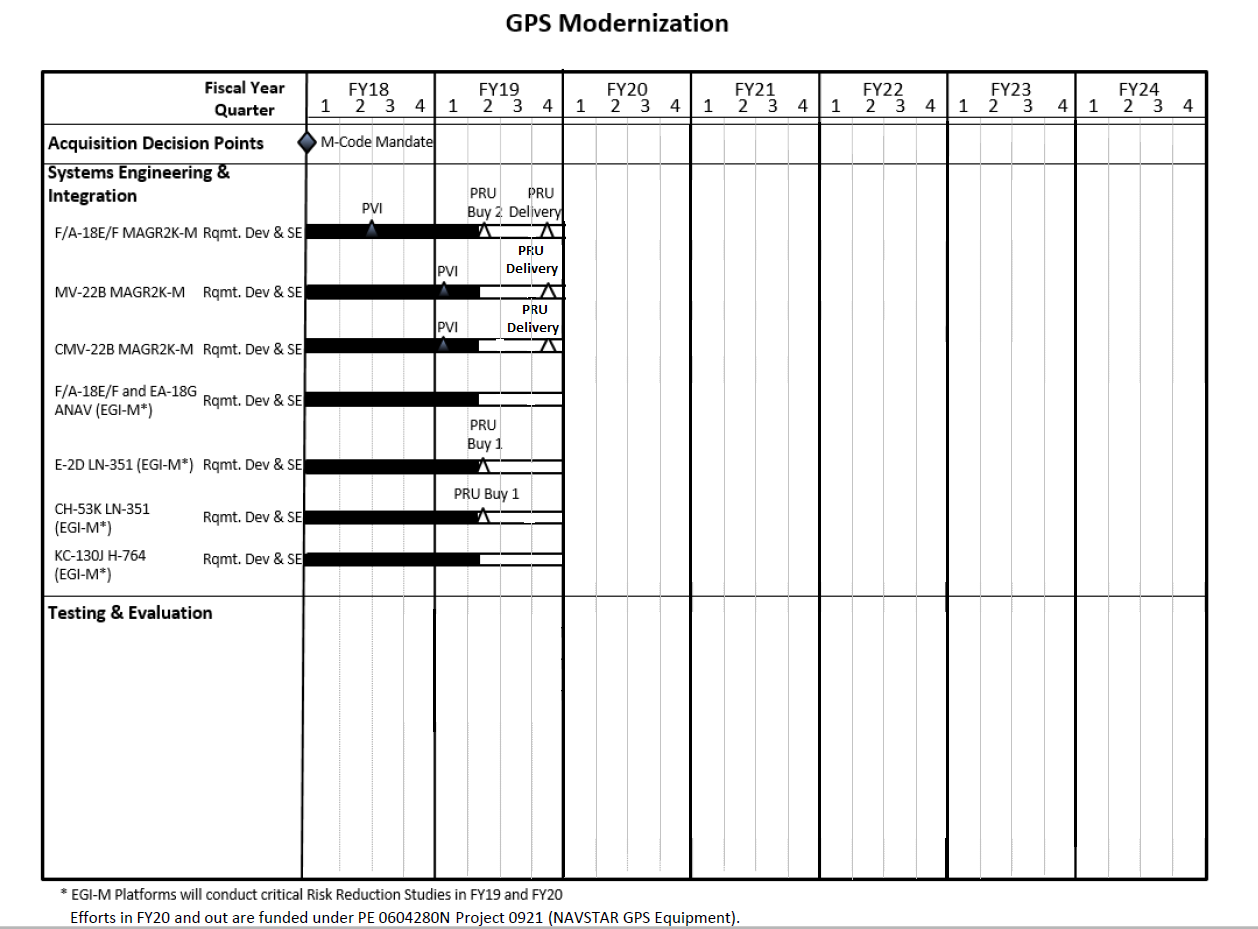 GPS Modernization
Fiscal Year
Quarter
FY18 FY19 FY20 FY21 FY22 FY23 FY24
1 2 3 4 1 2 3 4 1 2 3 4 1 2 3 4 1 2 3 4 1 2 3 4 1 2 3 4
Acquisition Decision Points
M-Code Mandate
Systems Engineering &
Integration
PVI
PRU
Buy 2
PRU
Delivery
F/A-18E/F MAGR2K-M Rqmt. Dev & SE
PVI
PRU
Delivery
MV-22B MAGR2K-M Rqmt. Dev & SE
PVI
PRU
Delivery
CMV-22B MAGR2K-M Rqmt. Dev & SE
F/A-18E/F and EA-18G
ANAV (EGI-M*)
Rqmt. Dev & SE
PRU
Buy 1
E-2D LN-351 (EGI-M*) Rqmt. Dev & SE
PRU Buy 1
CH-53K LN-351
(EGI-M*)
Rqmt. Dev & SE
KC-130J H-764
(EGI-M*)
Rqmt. Dev & SE
Testing & Evaluation
* EGI-M Platforms will conduct critical Risk Reduction Studies in FY19 and FY20
Efforts in FY20 and out are funded under PE 0604280N Project 0921 (NAVSTAR GPS Equipment).